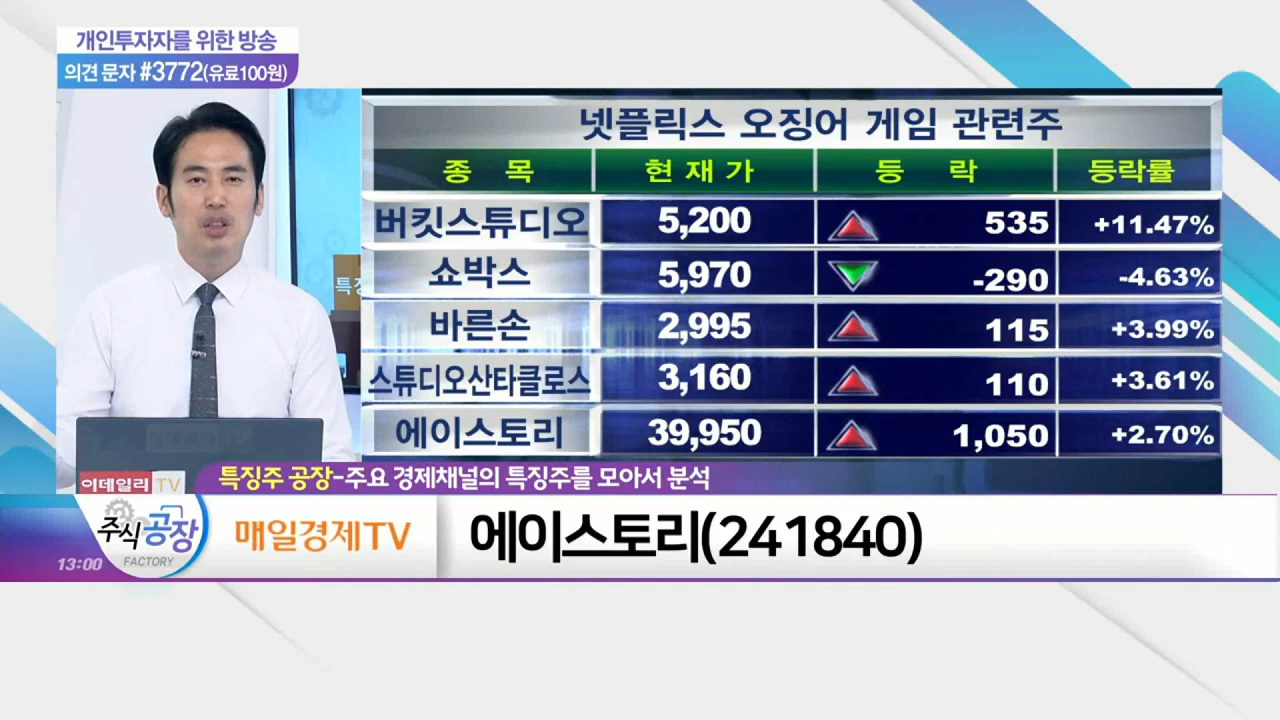 개인투자자를 위한 방송
의견 문자 #3772(유료100원)
넷플릭스 오징어 게임 관련주
종 목 현 재 가 등 락 등락률
버킷스튜디오 5,200 535 +11.47%
쇼박스 5,970 -290 -4.63%
바른손 2,995 115 +3.99%
스튜디오산타클로스 3,160 110 +3.61%
에이스토리 39,950 1,050 +2.70%
특징
이데일리 TV
특징주 공장-주요 경제채널의 특징주를 모아서 분석
주식공장
FACTORY
13:00
매일경제TV
에이스토리(241840)